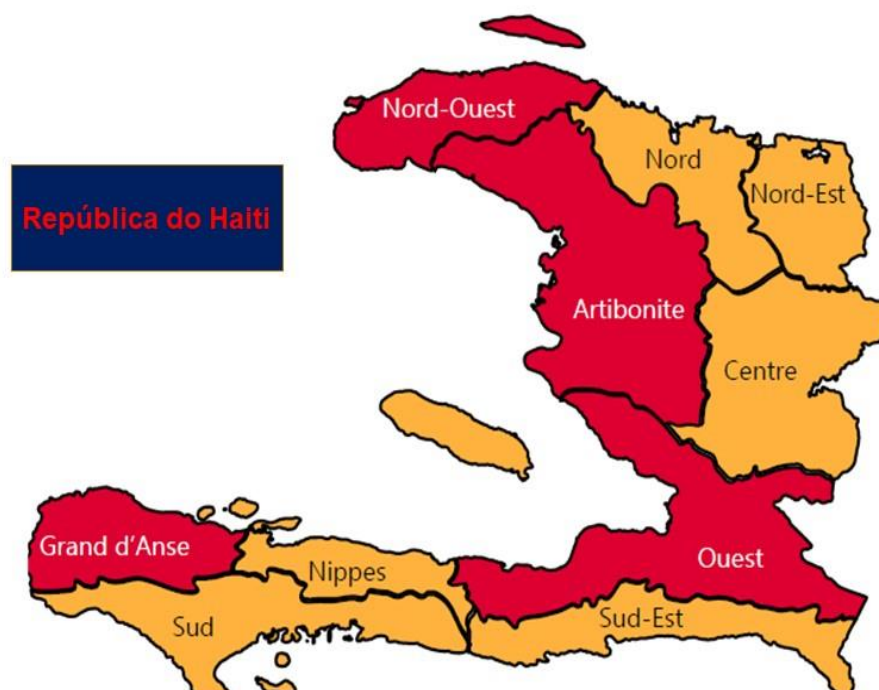 Nord-Ouest
Nord
Nord-Est
República do Haiti
Artibonite
Centre
Grand d'Anse
Nippes
Ouest
Sud
Sud-Est